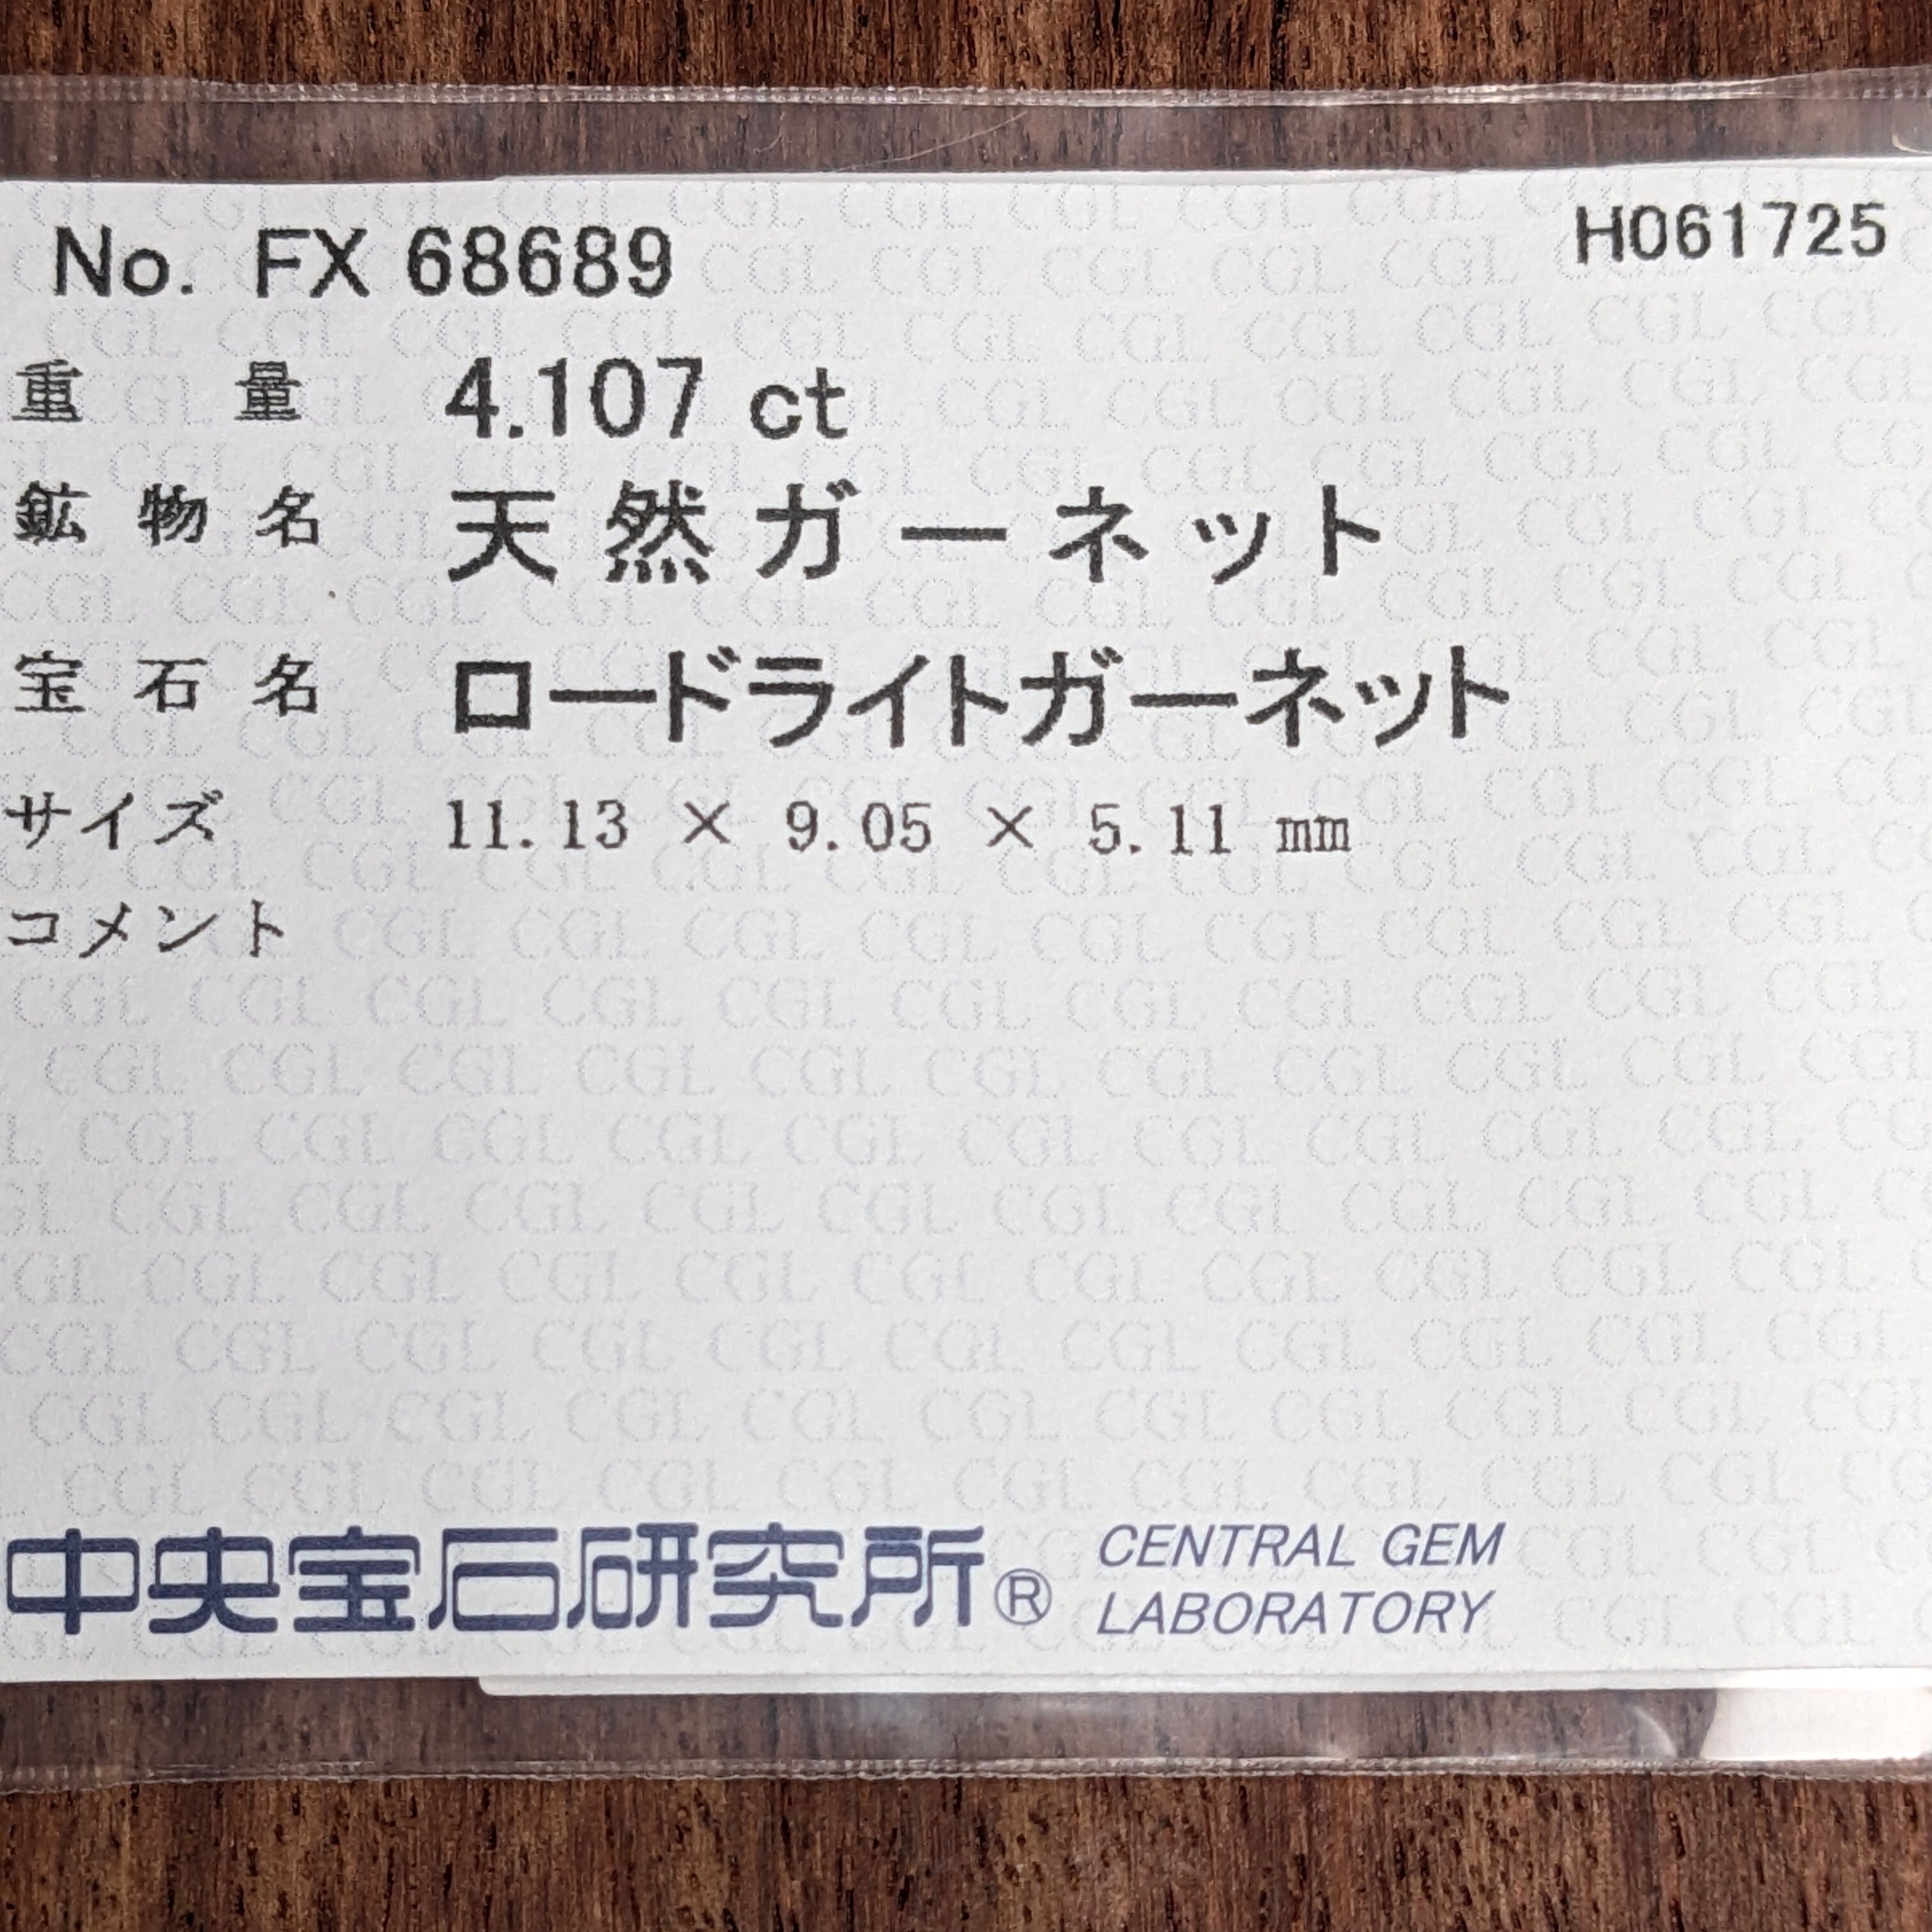 No. FX 68689 H061725
重量 4.107 ct
鉱物名 天然ガーネット
宝石名 ロードライトガーネット
サイズ 11.13 × 9.05 × 5.11 mm
コメント
中央宝石研究所® CENTRAL GEM
LABORATORY